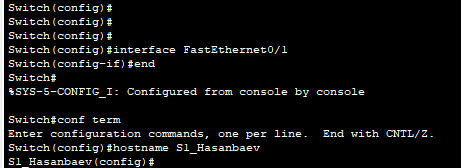 Switch(config)#
Switch(config)#
Switch(config)#
Switch(config)#interface FastEthernet0/1
Switch(config-if)#end
Switch#
%SYS-5-CONFIG_I: Configured from console by console
Switch#conf term
Enter configuration commands, one per line.  End with CNTL/Z.
Switch(config)#hostname S1_Hasanbaev
S1_Hasanbaev(config)#